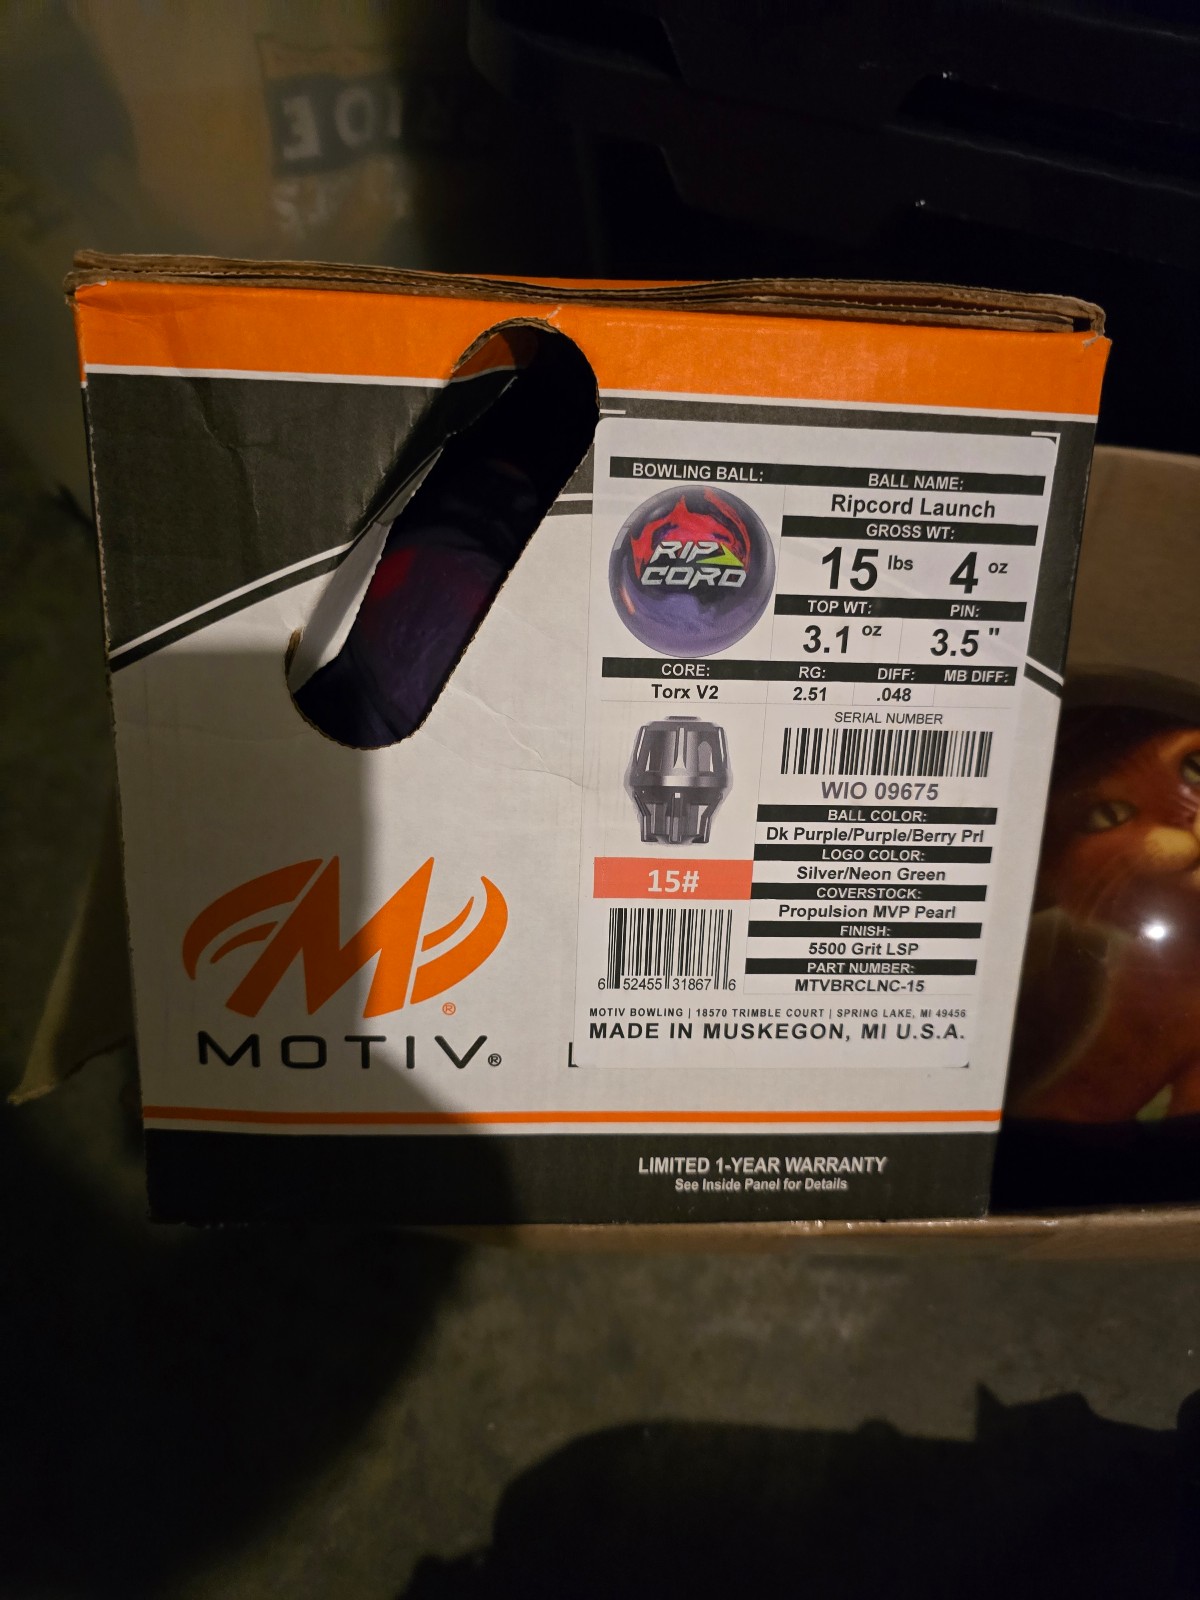 BOWLING BALL:
BALL NAME:
Ripcord Launch
GROSS WT:
15 lbs 4 oz
TOP WT: PIN:
3.1 oz 3.5 "
RIP
CORD
CORE: RG: DIFF: MB DIFF:
Torx V2 2.51 .048
SERIAL NUMBER
WIO 09675
BALL COLOR:
Dk Purple/Purple/Berry Prl
LOGO COLOR:
Silver/Neon Green
COVERSTOCK:
Propulsion MVP Pearl
FINISH:
5500 Grit LSP
PART NUMBER:
MTVBRCLNC-15
15#
6 52455 31867 6
MOTIV BOWLING | 18570 TRIMBLE COURT | SPRING LAKE, MI 49456
MADE IN MUSKEGON, MI U.S.A.
M®
MOTIV®
LIMITED 1-YEAR WARRANTY
See Inside Panel for Details